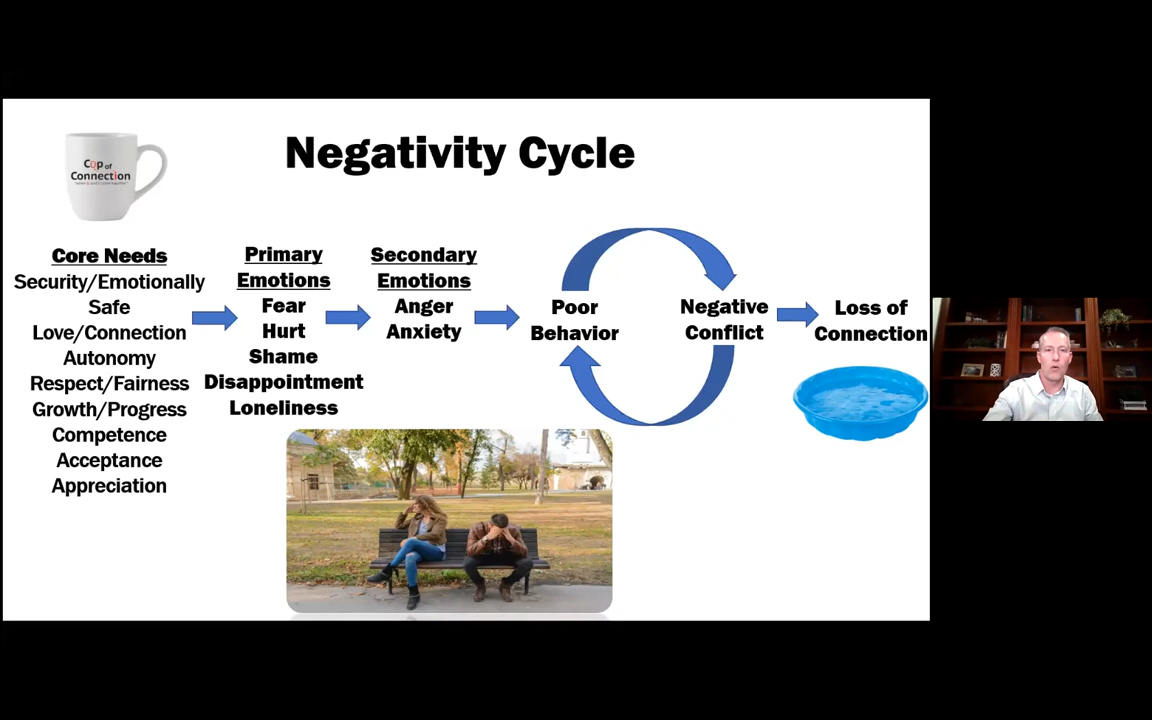 Negativity Cycle
Cup of
Connection
Core Needs
Security/Emotionally
Safe
Love/Connection
Autonomy
Respect/Fairness
Growth/Progress
Competence
Acceptance
Appreciation
Primary
Emotions
Fear
Hurt
Shame
Disappointment
Loneliness
Secondary
Emotions
Anger
Anxiety
Poor
Behavior
Negative
Conflict
Loss of
Connection